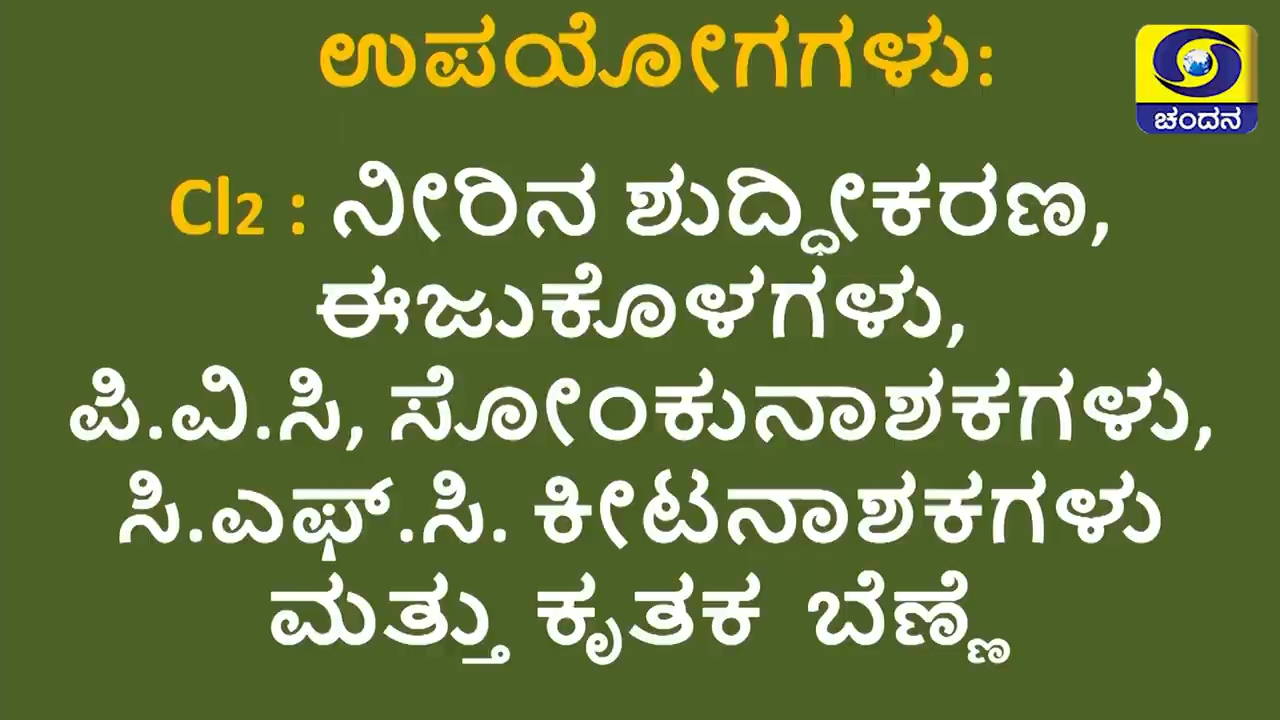 ಉಪಯೋಗಗಳು:
ಚಂದನ
Cl2 : ನೀರಿನ ಶುದ್ಧೀಕರಣ,
ಈಜುಕೊಳಗಳು,
ಪಿ.ವಿ.ಸಿ, ಸೋಂಕುನಾಶಕಗಳು,
ಸಿ.ಎಫ್.ಸಿ. ಕೀಟನಾಶಕಗಳು
ಮತ್ತು ಕೃತಕ ಬೆಣ್ಣೆ